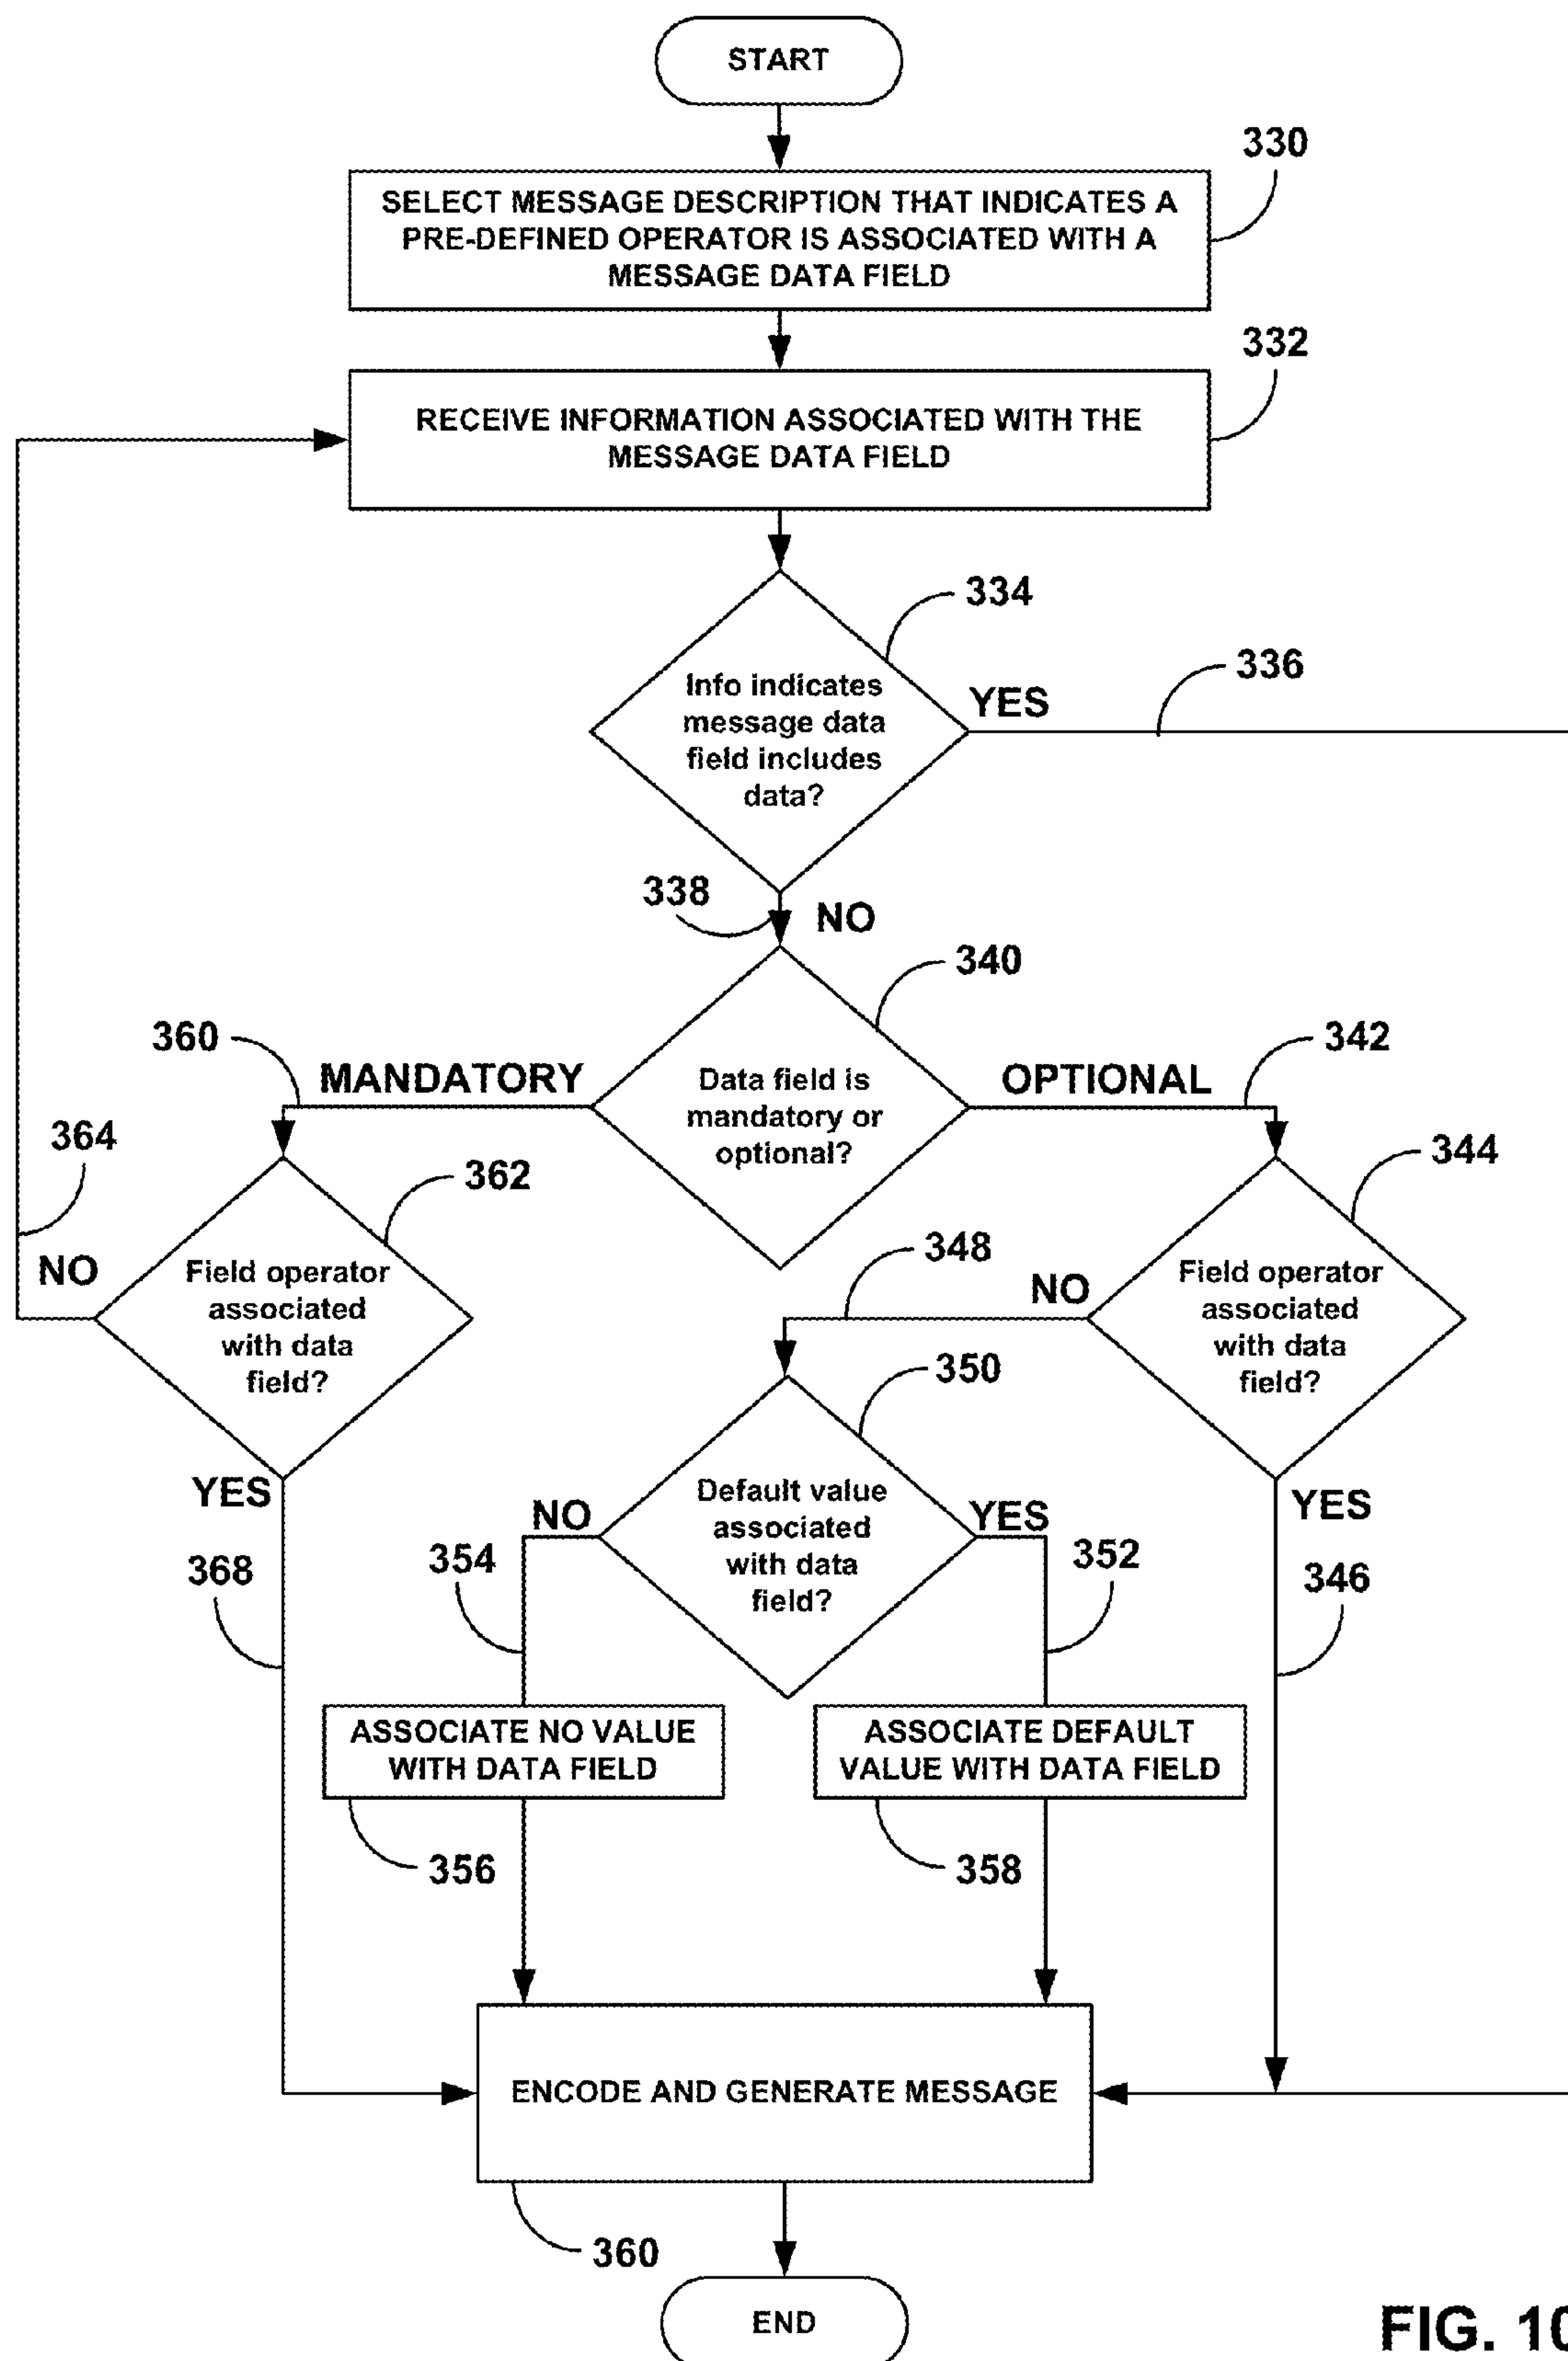 START
330
SELECT MESSAGE DESCRIPTION THAT INDICATES A
PRE-DEFINED OPERATOR IS ASSOCIATED WITH A
MESSAGE DATA FIELD
332
RECEIVE INFORMATION ASSOCIATED WITH THE
MESSAGE DATA FIELD
334
336
Info indicates
message data
field includes
data?
YES
338
NO
340
360
342
MANDATORY
Data field is
mandatory or
optional?
OPTIONAL
364
362
344
348
NO
Field operator
associated
with data
field?
NO
Field operator
associated
with data
field?
350
YES
NO
Default value
associated
with data
field?
YES
YES
368
354
352
346
ASSOCIATE NO VALUE
WITH DATA FIELD
ASSOCIATE DEFAULT
VALUE WITH DATA FIELD
356
358
ENCODE AND GENERATE MESSAGE
360
END
FIG. 10